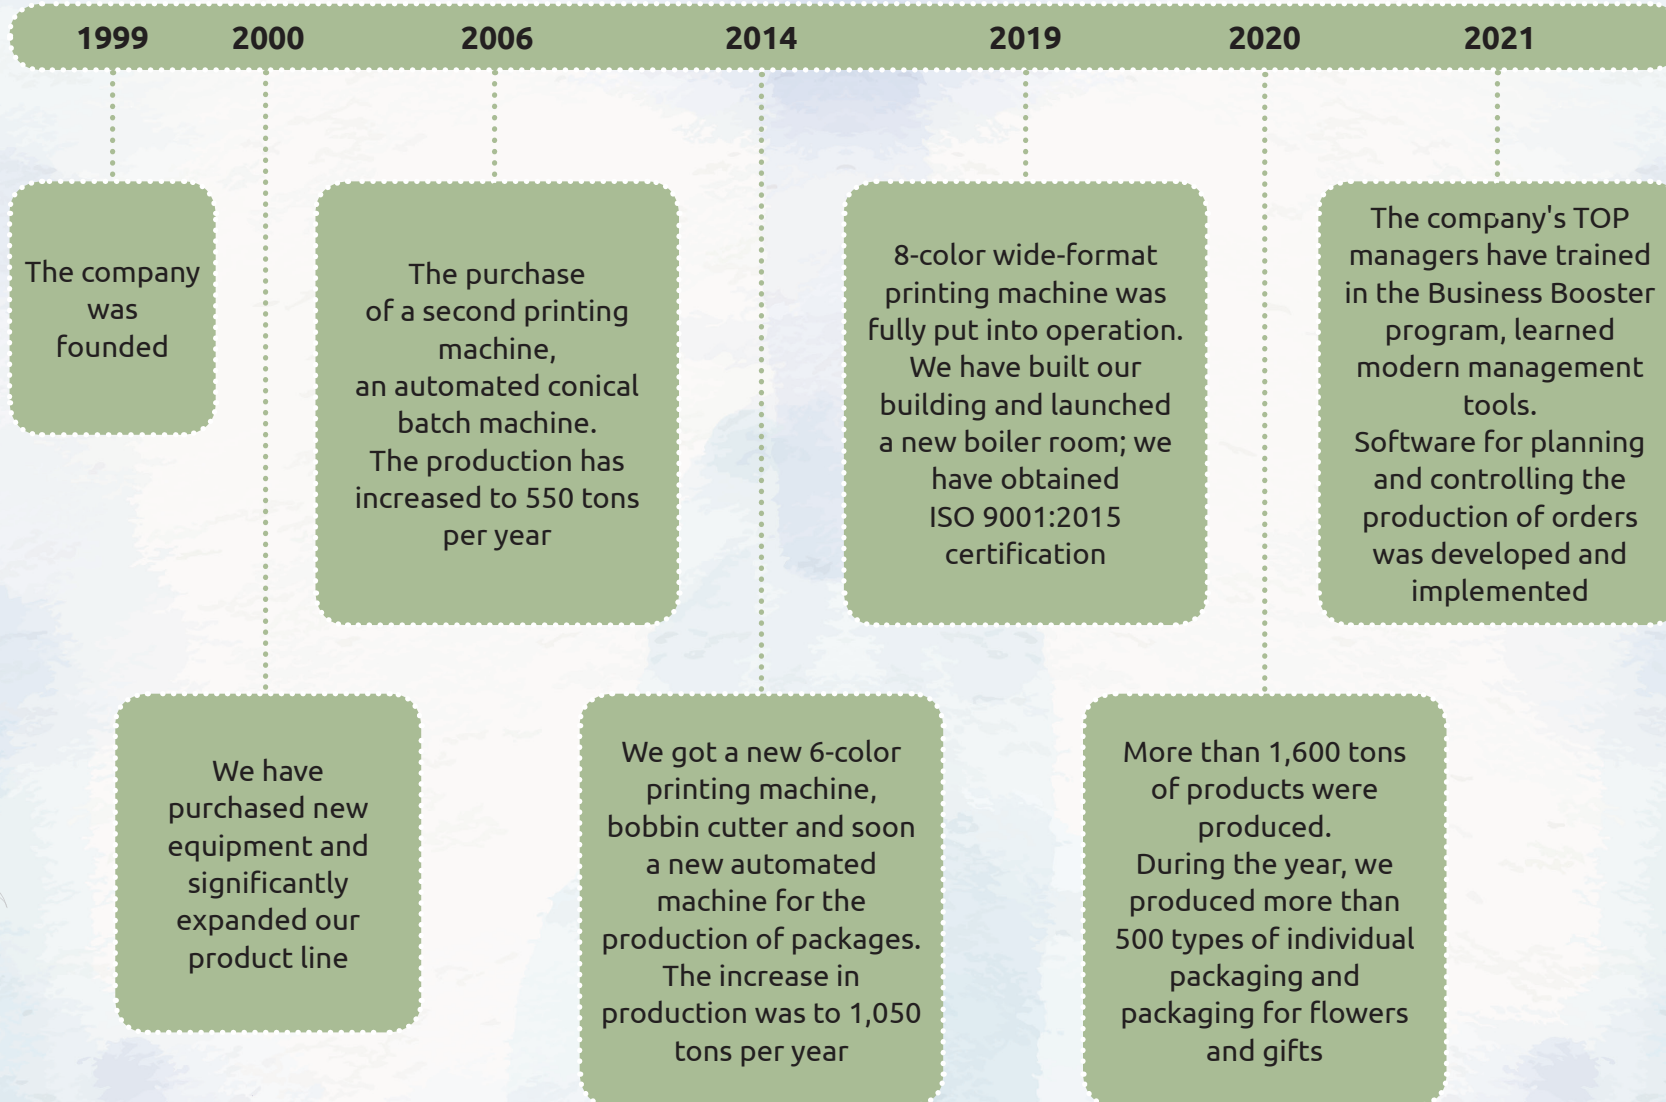 1999 2000 2006 2014 2019 2020 2021
The company
was
founded
The purchase
of a second printing
machine,
an automated conical
batch machine.
The production has
increased to 550 tons
per year
8-color wide-format
printing machine was
fully put into operation.
We have built our
building and launched
a new boiler room; we
have obtained
ISO 9001:2015
certification
The company's TOP
managers have trained
in the Business Booster
program, learned
modern management
tools.
Software for planning
and controlling the
production of orders
was developed and
implemented
We have
purchased new
equipment and
significantly
expanded our
product line
We got a new 6-color
printing machine,
bobbin cutter and soon
a new automated
machine for the
production of packages.
The increase in
production was to 1,050
tons per year
More than 1,600 tons
of products were
produced.
During the year, we
produced more than
500 types of individual
packaging and
packaging for flowers
and gifts